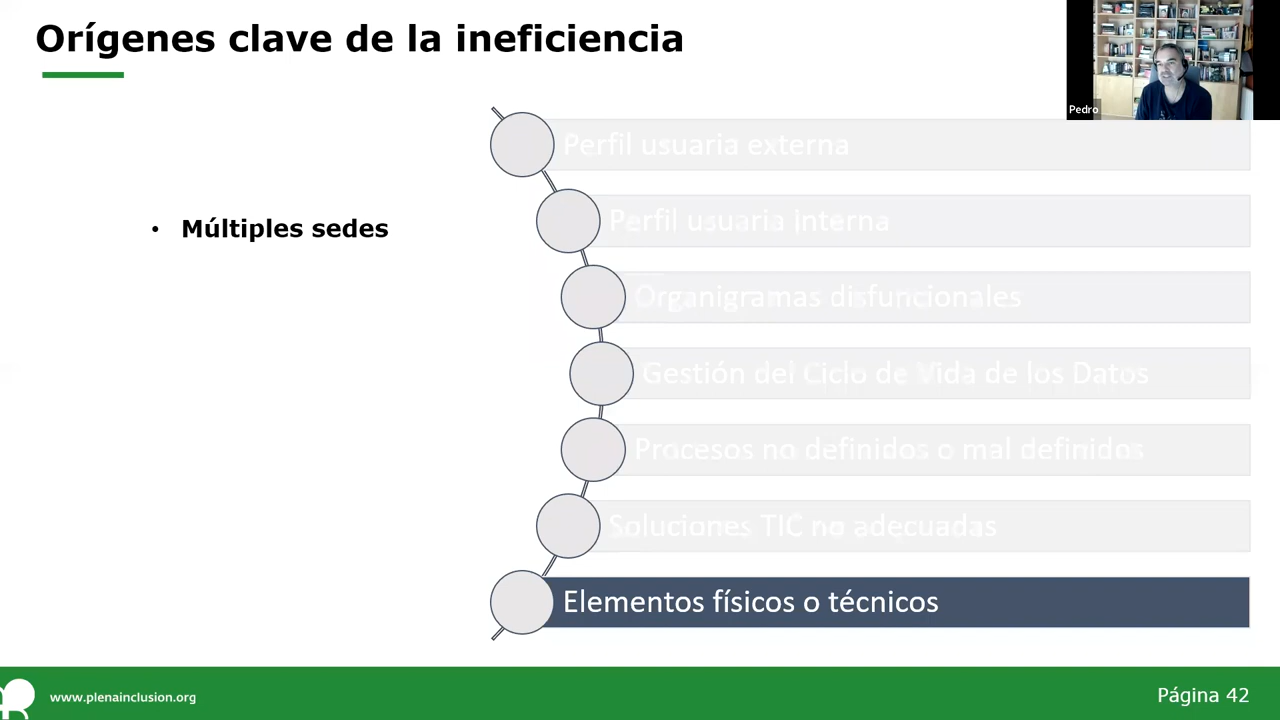 Orígenes clave de la ineficiencia
Pedro
Perfil usuaria externa
Perfil usuaria interna
• Múltiples sedes
Organigramas disfuncionales
Gestión del Ciclo de Vida de los Datos
Procesos no definidos o mal definidos
Soluciones TIC no adecuadas
Elementos físicos o técnicos
www.plenainclusion.org
Página 42